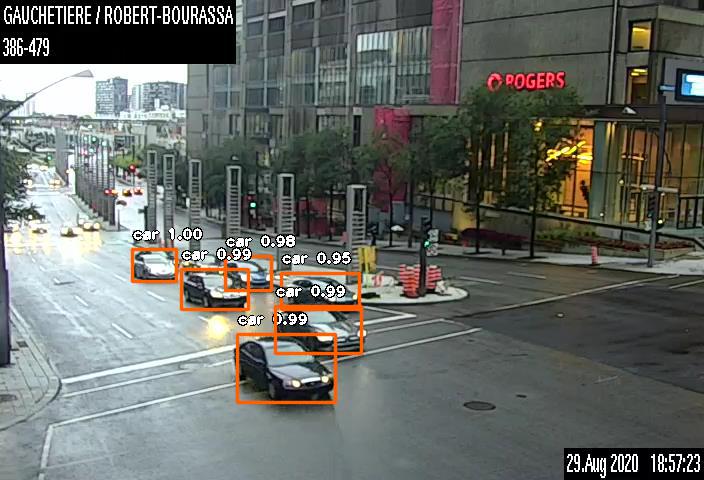 GAUCHETIERE / ROBERT-BOURASSA
386-479
ROGERS
car 1.00
car 0.98
car 0.99
car 0.95
car 0.99
car 0.99
29.Aug 2020 18:57:23